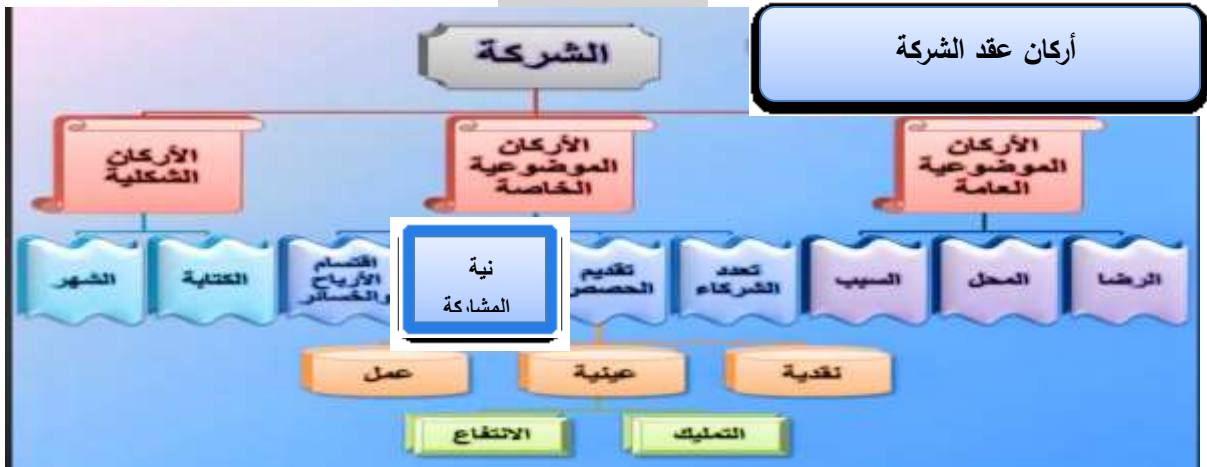 أركان عقد الشركة
الشركة
الأركان
الموضوعية
العامة
الأركان
الموضوعية
الخاصة
الأركان
الشكلية
الرضا
المحل
السبب
تعدد
الشركاء
تقديم
الحصص
نية
المشاركة
اقتسام
الأرباح
والخسائر
الكتابة
الشهر
نقدية
عينية
عمل
التمليك
الانتفاع